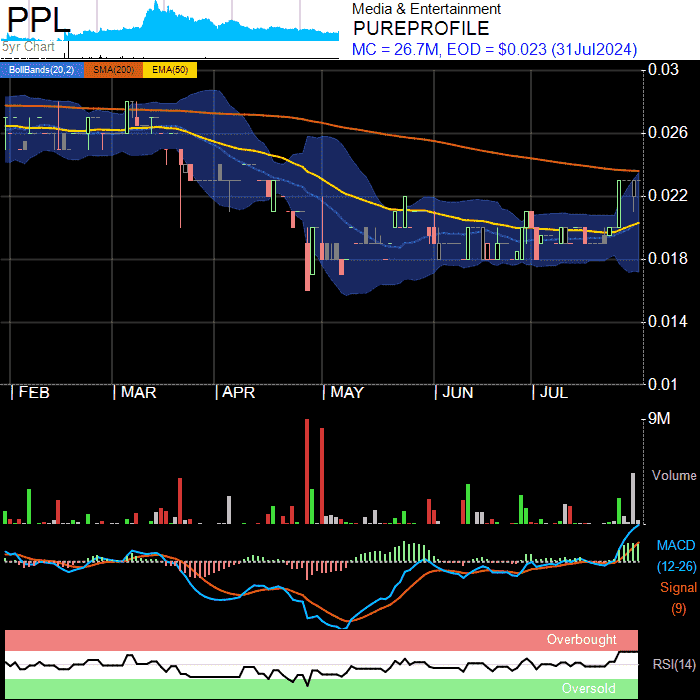 PPL
5yr Chart
Media & Entertainment
PUREPROFILE
MC = 26.7M, EOD = $0.023 (31Jul2024)
BollBands(20,2) SMA(200) EMA(50)
0.03
0.026
0.022
0.018
0.014
0.01
FEB MAR APR MAY JUN JUL
9M
Volume
MACD
(12-26)
Signal
(9)
Overbought
RSI(14)
Oversold